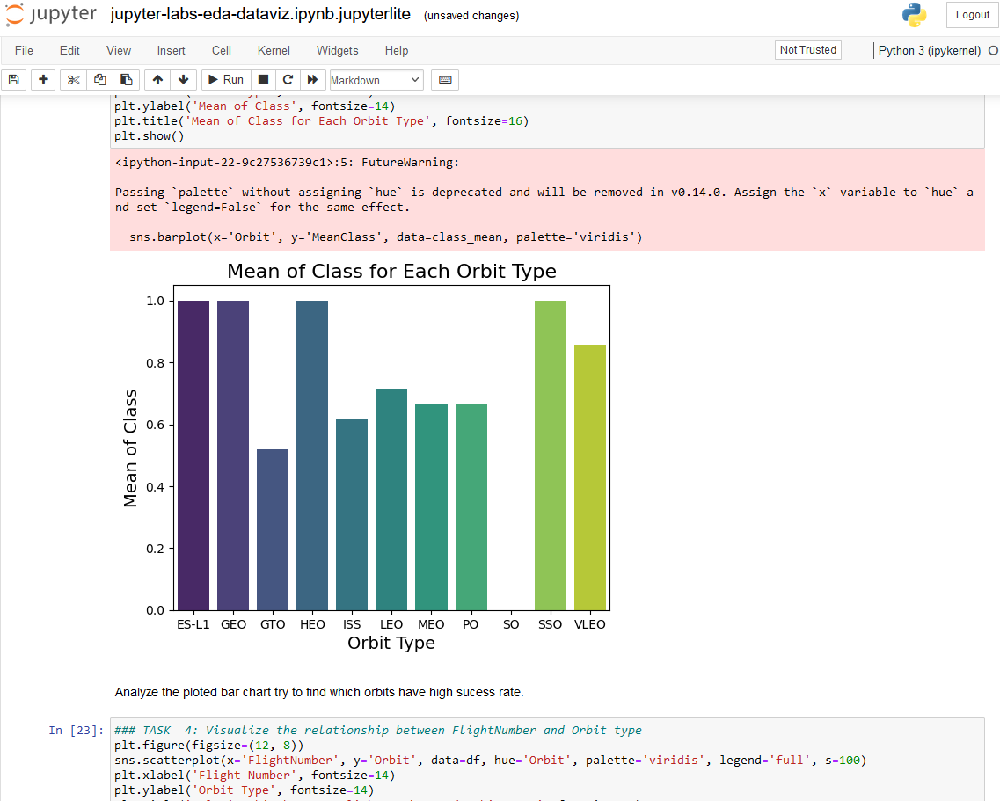 jupyter jupyter-labs-eda-dataviz.ipynb.jupyterlite (unsaved changes) Logout
File Edit View Insert Cell Kernel Widgets Help Not Trusted Python 3 (ipykernel)
Run Markdown
plt.ylabel('Mean of Class', fontsize=14)
plt.title('Mean of Class for Each Orbit Type', fontsize=16)
plt.show()
<ipython-input-22-9c27536739c1>:5: FutureWarning:
Passing `palette` without assigning `hue` is deprecated and will be removed in v0.14.0. Assign the `x` variable to `hue` a
nd set `legend=False` for the same effect.
sns.barplot(x='Orbit', y='MeanClass', data=class_mean, palette='viridis')
Mean of Class for Each Orbit Type
1.0
0.8
0.6
0.4
0.2
0.0
Mean of Class
ES-L1 GEO GTO HEO ISS LEO MEO PO SO SSO VLEO
Orbit Type
Analyze the ploted bar chart try to find which orbits have high sucess rate.
In [23]: ### TASK  4: Visualize the relationship between FlightNumber and Orbit type
plt.figure(figsize=(12, 8))
sns.scatterplot(x='FlightNumber', y='Orbit', data=df, hue='Orbit', palette='viridis', legend='full', s=100)
plt.xlabel('Flight Number', fontsize=14)
plt.ylabel('Orbit Type', fontsize=14)